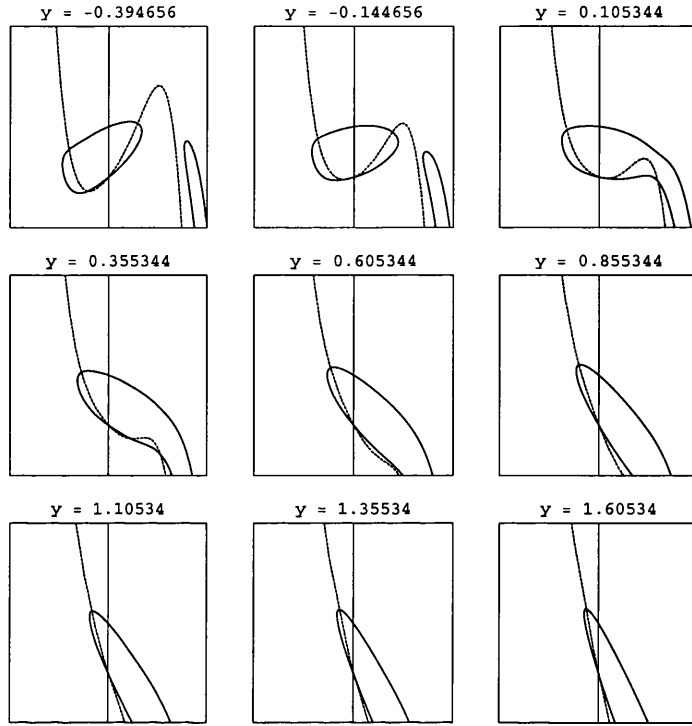 y = -0.394656
y = -0.144656
y = 0.105344
y = 0.355344
y = 0.605344
y = 0.855344
y = 1.10534
y = 1.35534
y = 1.60534